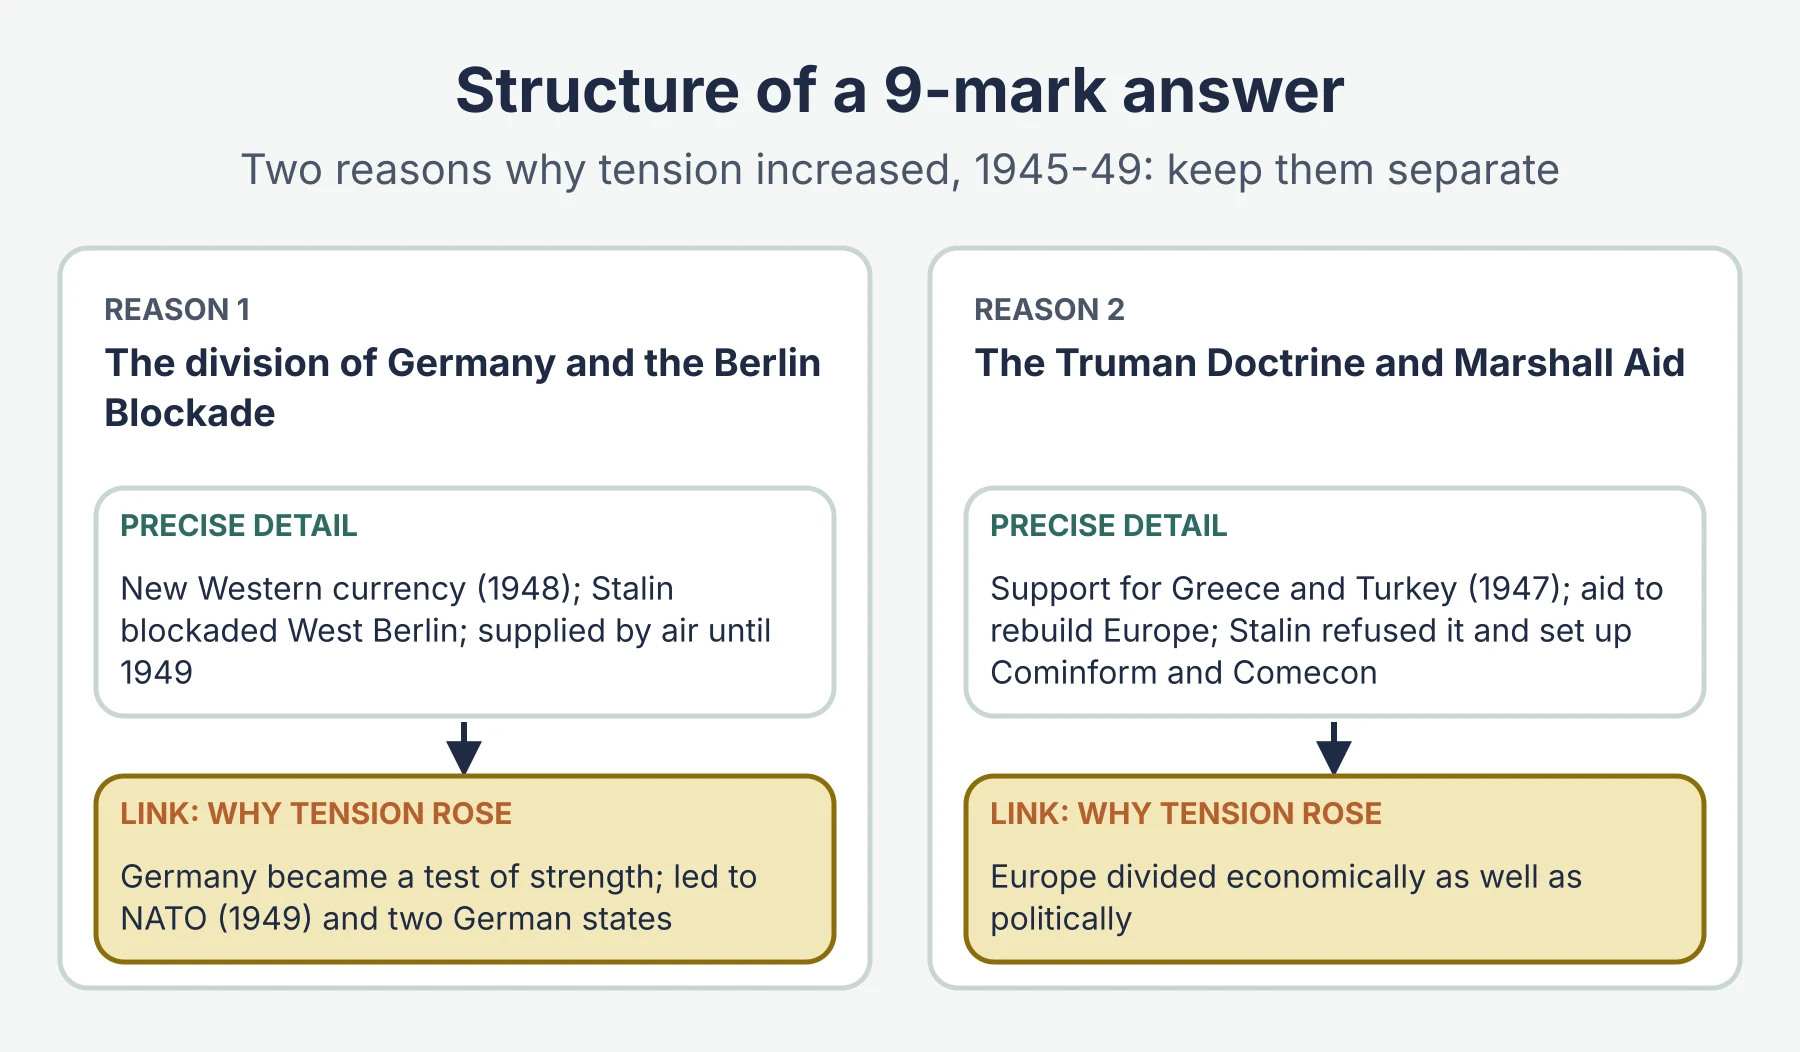 Structure of a 9-mark answer
Two reasons why tension increased, 1945-49: keep them separate
REASON 1
The division of Germany and the Berlin
Blockade
PRECISE DETAIL
New Western currency (1948); Stalin
blockaded West Berlin; supplied by air until
1949
LINK: WHY TENSION ROSE
Germany became a test of strength; led to
NATO (1949) and two German states
REASON 2
The Truman Doctrine and Marshall Aid
PRECISE DETAIL
Support for Greece and Turkey (1947); aid to
rebuild Europe; Stalin refused it and set up
Cominform and Comecon
LINK: WHY TENSION ROSE
Europe divided economically as well as
politically